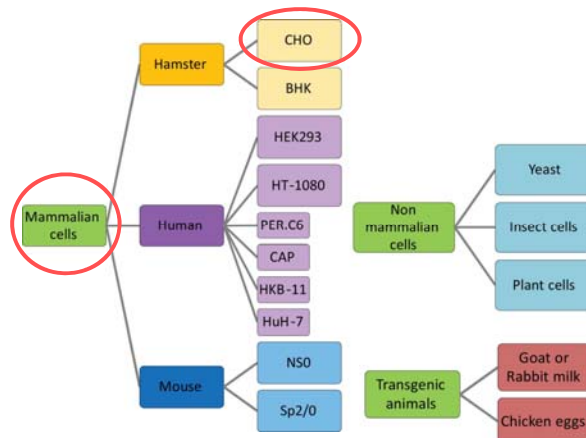 CHO
Hamster
BHK
HEK293
HT-1080
Mammalian
cells
Human
PER.C6
CAP
HKB-11
HuH-7
NS0
Mouse
Sp2/0
Yeast
Non
mammalian
cells
Insect cells
Plant cells
Goat or
Rabbit milk
Transgenic
animals
Chicken eggs